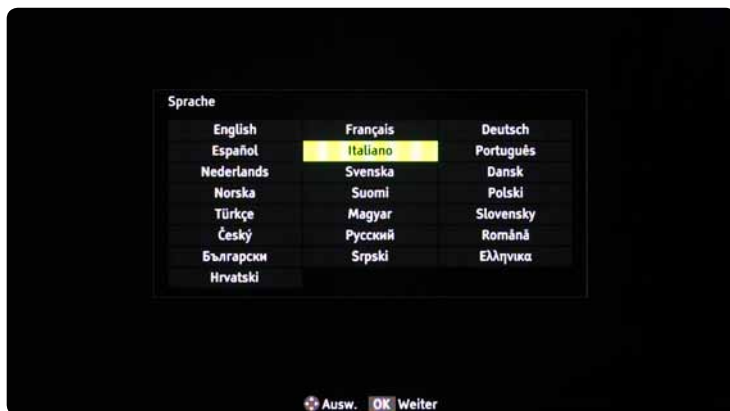 Sprache
English Français Deutsch
Español Italiano Português
Nederlands Svenska Dansk
Norska Suomi Polski
Türkçe Magyar Slovensky
Český Русский Română
Български Srpski Ελληνικα
Hrvatski
Ausw. OK Weiter